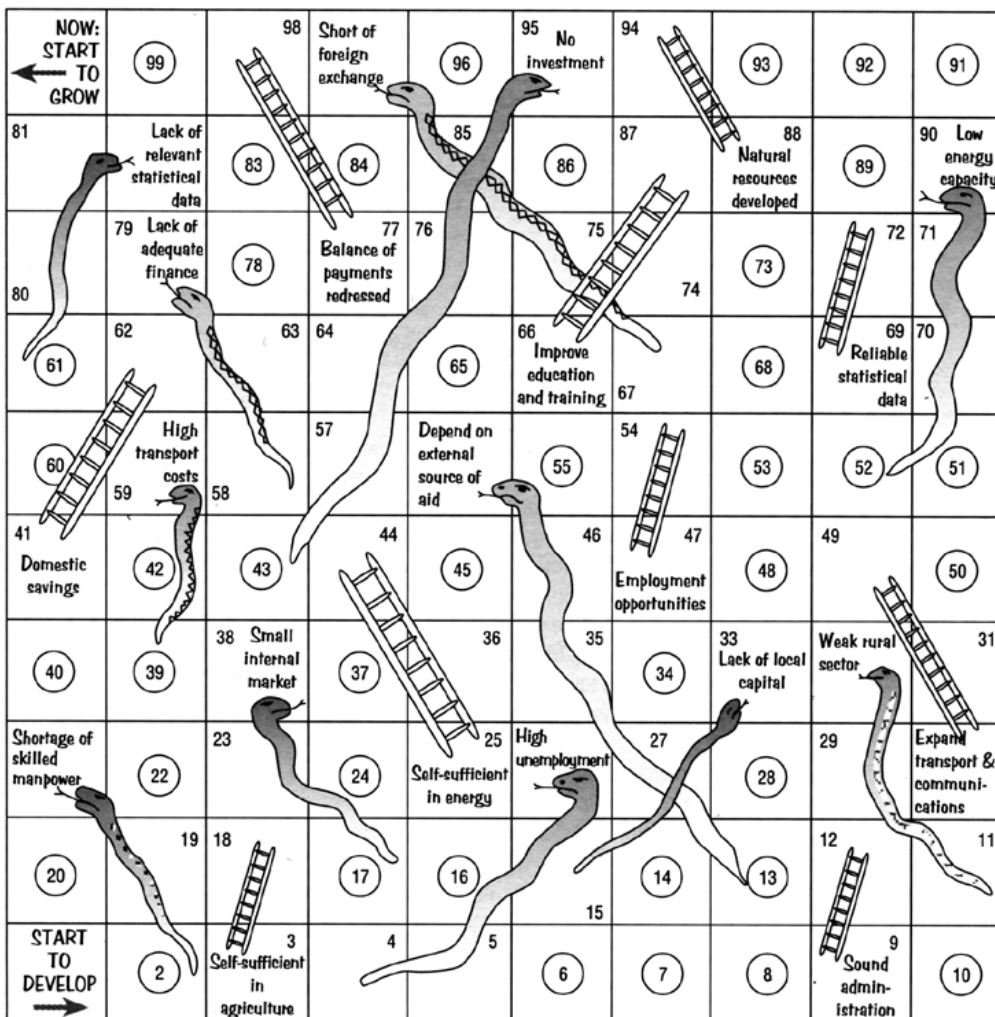 NOW:
START
TO
GROW
99
98
Short of
foreign
exchange
96
95
No
investment
94
93
92
91
81
Lack of
relevant
statistical
data
83
84
85
86
87
88
Natural
resources
developed
89
90
Low
energy
capacity
80
79
Lack of
adequate
finance
78
77
Balance of
payments
redressed
76
75
74
73
72
71
61
62
63
64
65
66
Improve
education
and training
67
68
69
Reliable
statistical
data
70
60
High
transport
costs
59
58
57
Depend on
external
source of
aid
55
54
53
52
51
41
Domestic
savings
42
43
44
45
46
47
Employment
opportunities
48
49
50
40
39
38
Small
internal
market
37
36
35
34
33
Lack of local
capital
Weak rural
sector
31
Shortage of
skilled
manpower
22
23
24
25
Self-sufficient
in energy
High
unemployment
27
28
29
Expand
transport &
communi-
cations
20
19
18
17
16
15
14
13
12
11
START
TO
DEVELOP
2
3
Self-sufficient
in
agriculture
4
5
6
7
8
9
Sound
admin-
istration
10